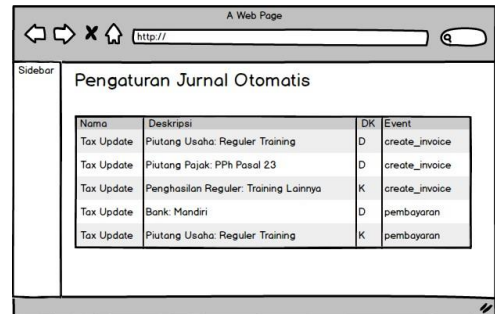 A Web Page
http://
Sidebar
Pengaturan Jurnal Otomatis
Nama Deskripsi DK Event
Tax Update Piutang Usaha: Reguler Training D create_invoice
Tax Update Piutang Pajak: PPh Pasal 23 D create_invoice
Tax Update Penghasilan Reguler: Training Lainnya K create_invoice
Tax Update Bank: Mandiri D pembayaran
Tax Update Piutang Usaha: Reguler Training K pembayaran